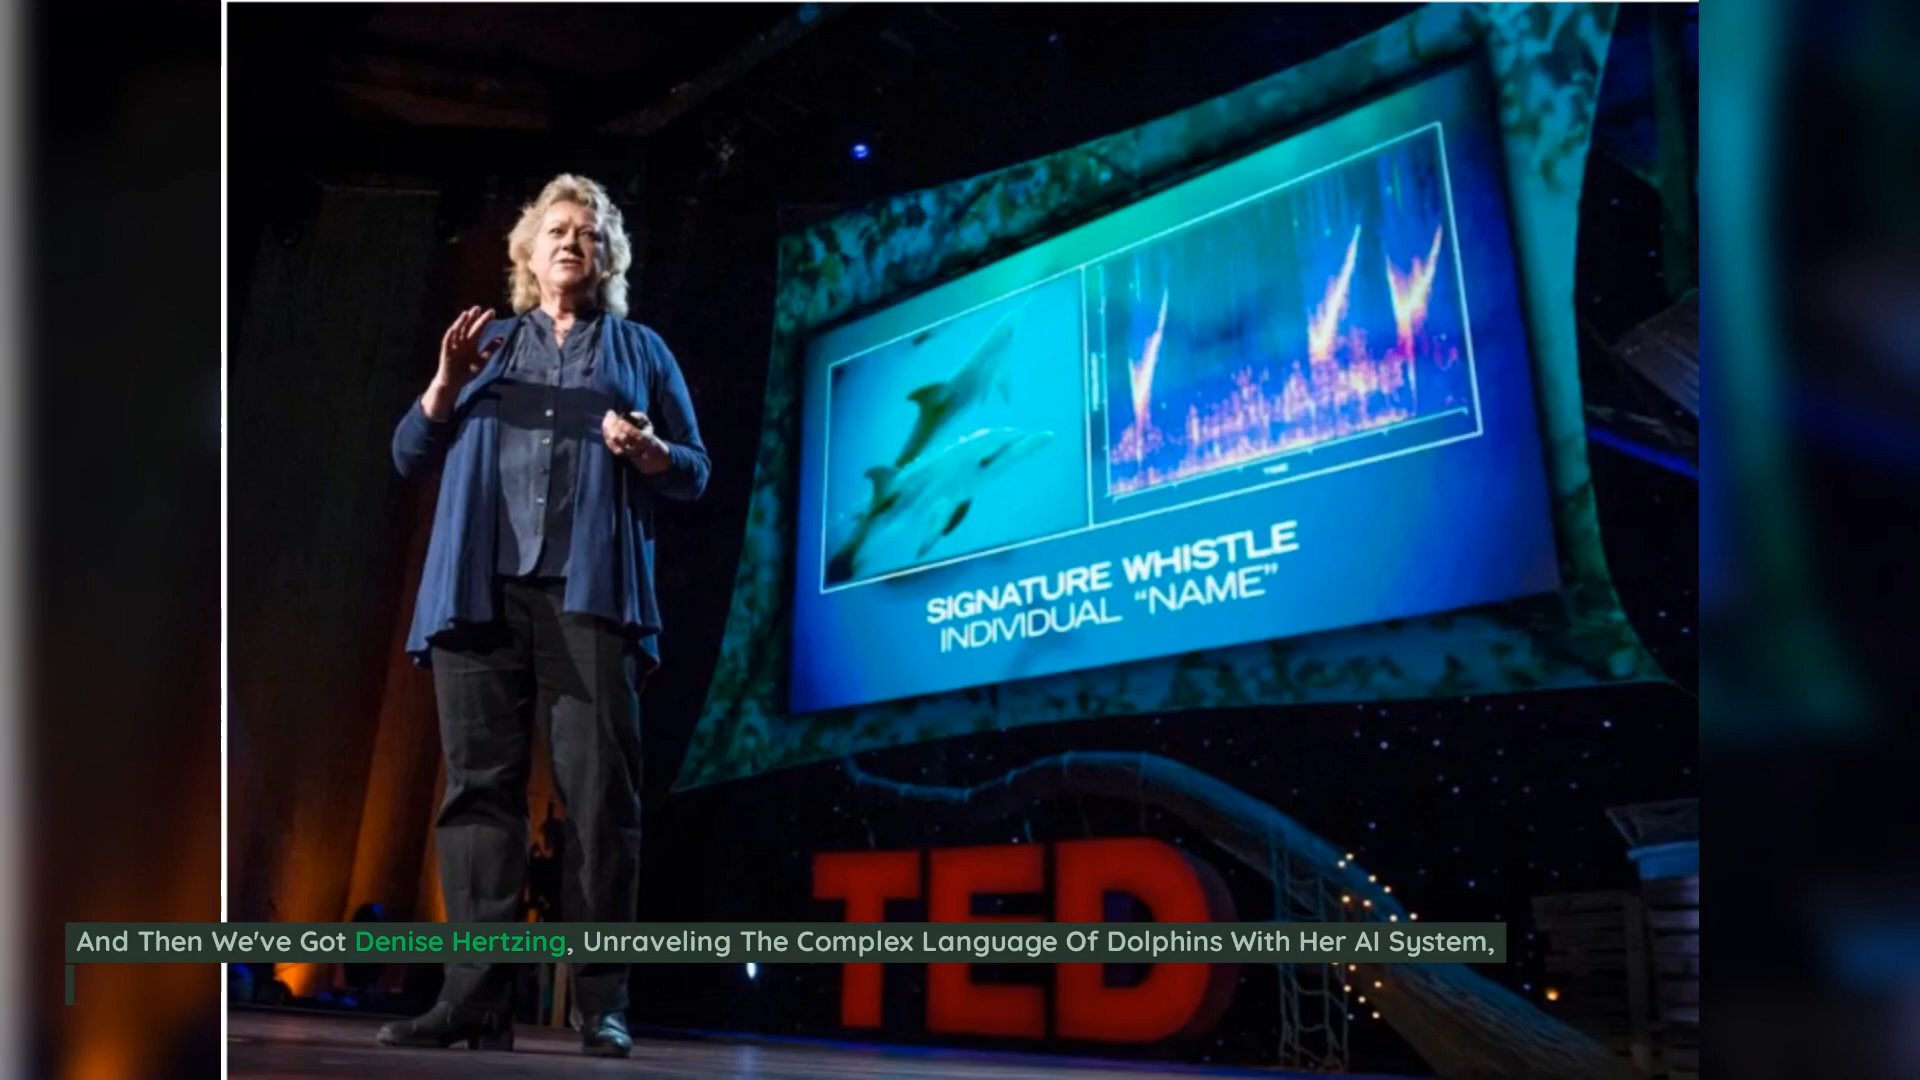 SIGNATURE WHISTLE
INDIVIDUAL “NAME”
TIME
TED
And Then We've Got Denise Hertzing, Unraveling The Complex Language Of Dolphins With Her AI System,